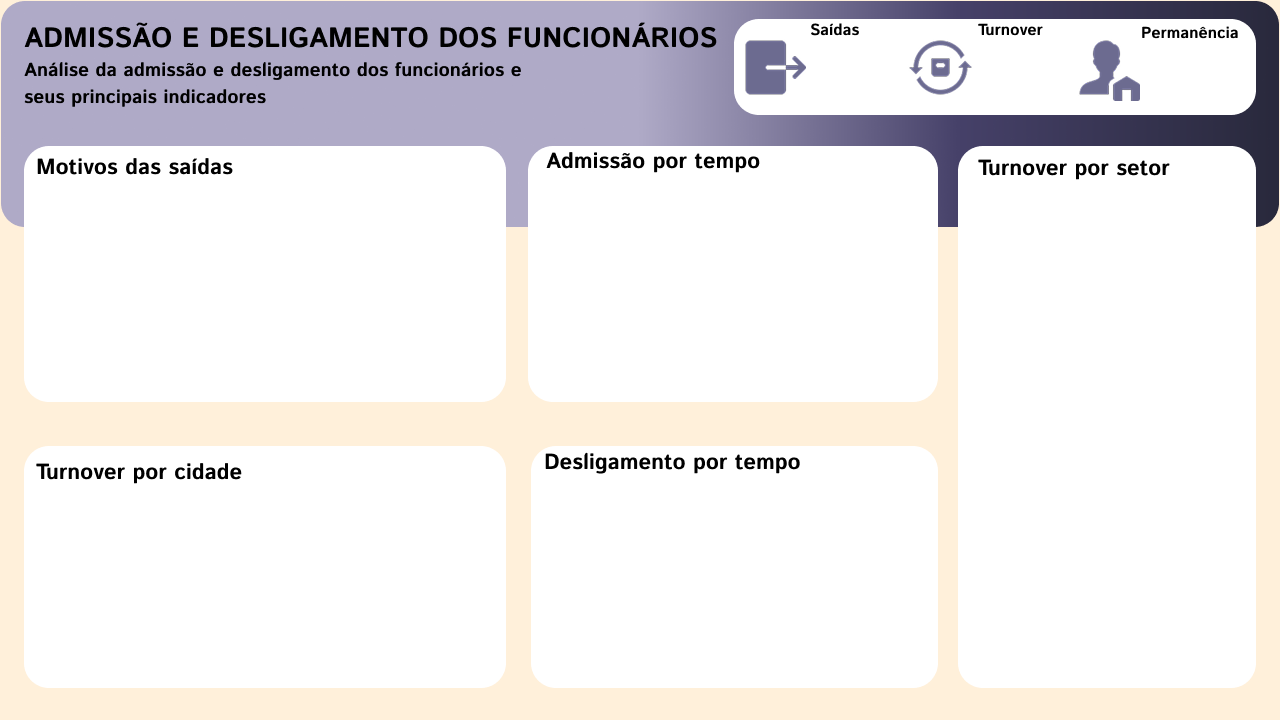 ADMISSÃO E DESLIGAMENTO DOS FUNCIONÁRIOS
Análise da admissão e desligamento dos funcionários e
seus principais indicadores
Saídas
Turnover
Permanência
Motivos das saídas
Admissão por tempo
Turnover por setor
Turnover por cidade
Desligamento por tempo